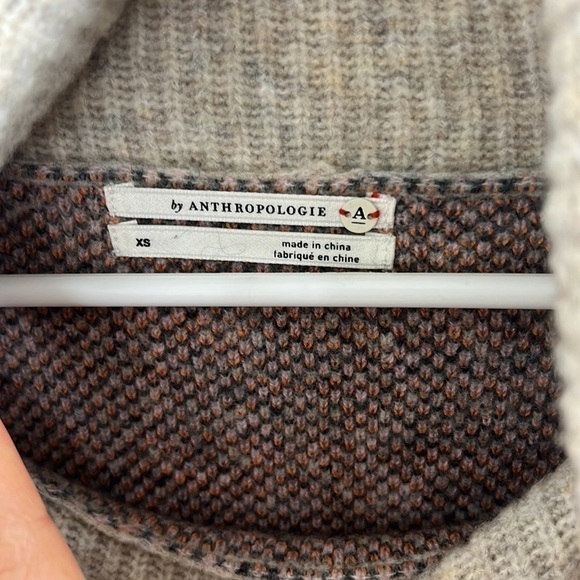 by ANTHROPOLOGIE A
XS
made in china
fabriqué en chine